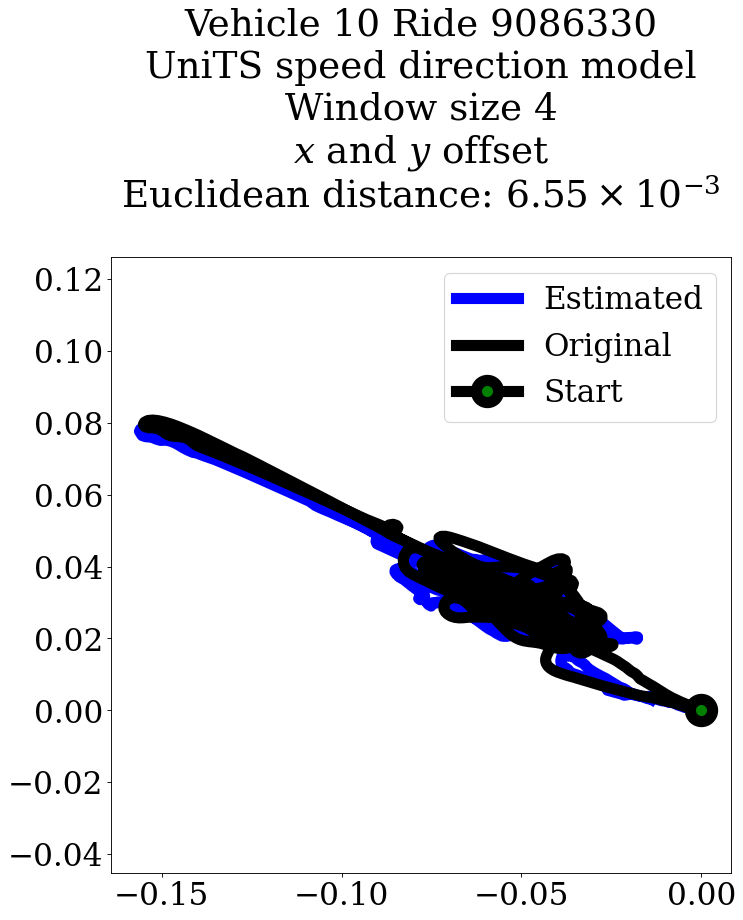 Vehicle 10 Ride 9086330
UniTS speed direction model
Window size 4
x and y offset
Euclidean distance: 6.55 × 10⁻³
Estimated
Original
Start
0.12
0.10
0.08
0.06
0.04
0.02
0.00
−0.02
−0.04
−0.15 −0.10 −0.05 0.00